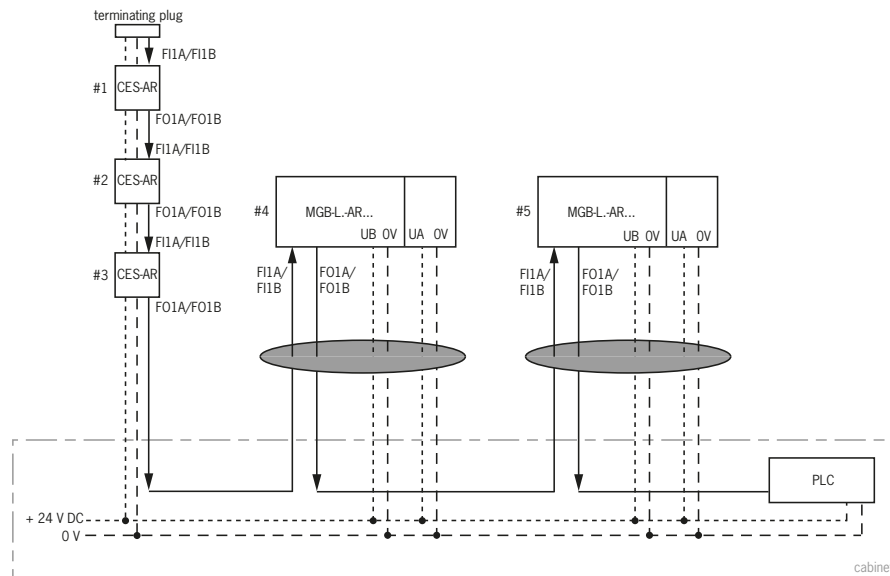 terminating plug
FI1A/FI1B
#1
CES-AR
FO1A/FO1B
FI1A/FI1B
#2
CES-AR
FO1A/FO1B
FI1A/FI1B
#3
CES-AR
FO1A/FO1B
#4
MGB-L.-AR...
UB 0V
UA 0V
FI1A/
FI1B
FO1A/
FO1B
#5
MGB-L.-AR...
UB 0V
UA 0V
FI1A/
FI1B
FO1A/
FO1B
PLC
+ 24 V DC
0 V
cabine